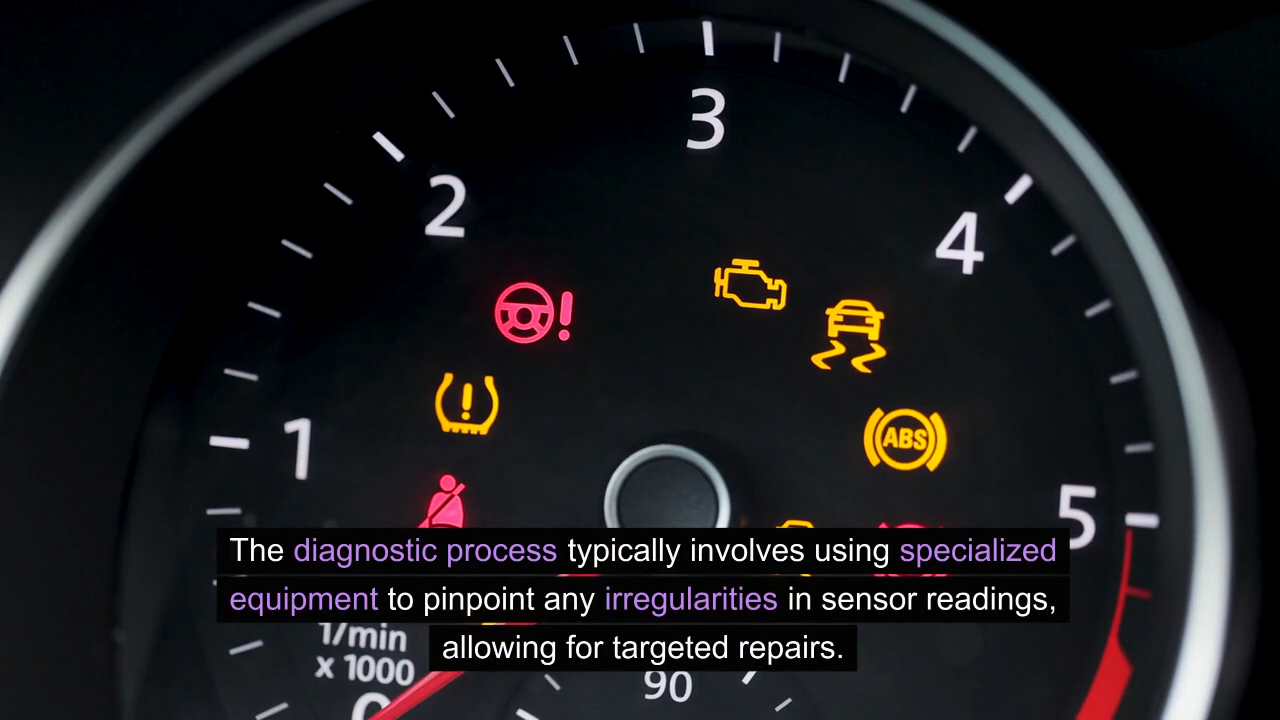 3
2
4
ABS
1
5
The diagnostic process typically involves using specialized
equipment to pinpoint any irregularities in sensor readings,
allowing for targeted repairs.
1/min
x 1000
90
0